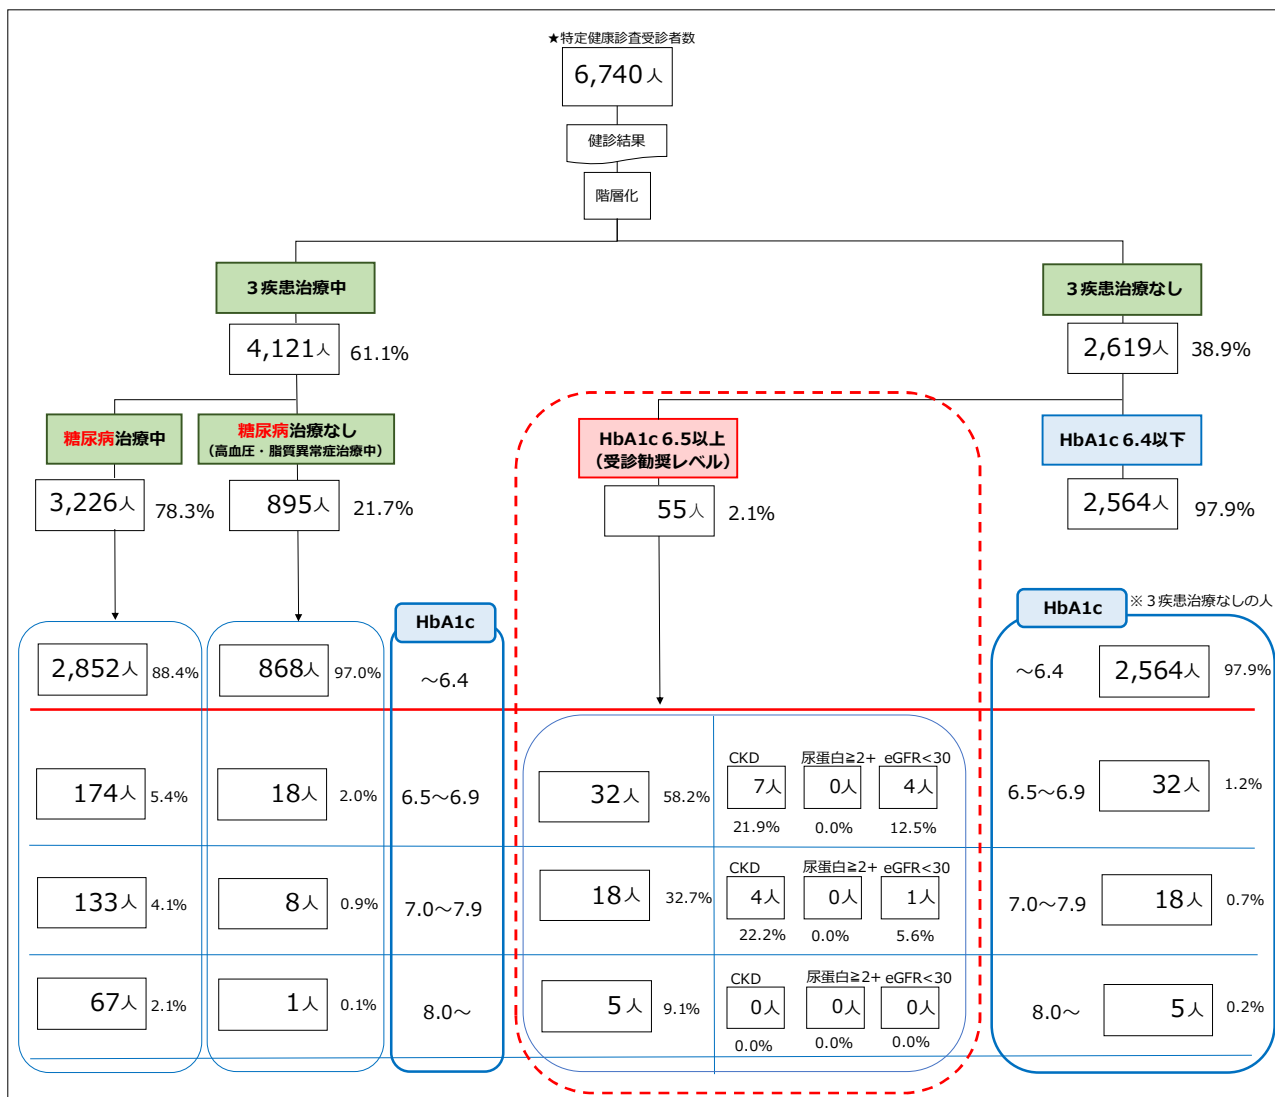 ★特定健康診査受診者数
6,740人
健診結果
階層化
3疾患治療中
3疾患治療なし
4,121人 61.1%
2,619人 38.9%
糖尿病治療中
糖尿病治療なし
(高血圧・脂質異常症治療中)
HbA1c 6.5以上
(受診勧奨レベル)
HbA1c 6.4以下
3,226人 78.3%
895人 21.7%
55人 2.1%
2,564人 97.9%
HbA1c
HbA1c ※3疾患治療なしの人
2,852人 88.4%
868人 97.0%
～6.4
～6.4 2,564人 97.9%
174人 5.4%
18人 2.0%
6.5～6.9
32人 58.2%
CKD 尿蛋白≧2+ eGFR<30
7人 0人 4人
21.9% 0.0% 12.5%
6.5～6.9 32人 1.2%
133人 4.1%
8人 0.9%
7.0～7.9
18人 32.7%
CKD 尿蛋白≧2+ eGFR<30
4人 0人 1人
22.2% 0.0% 5.6%
7.0～7.9 18人 0.7%
67人 2.1%
1人 0.1%
8.0～
5人 9.1%
CKD 尿蛋白≧2+ eGFR<30
0人 0人 0人
0.0% 0.0% 0.0%
8.0～ 5人 0.2%